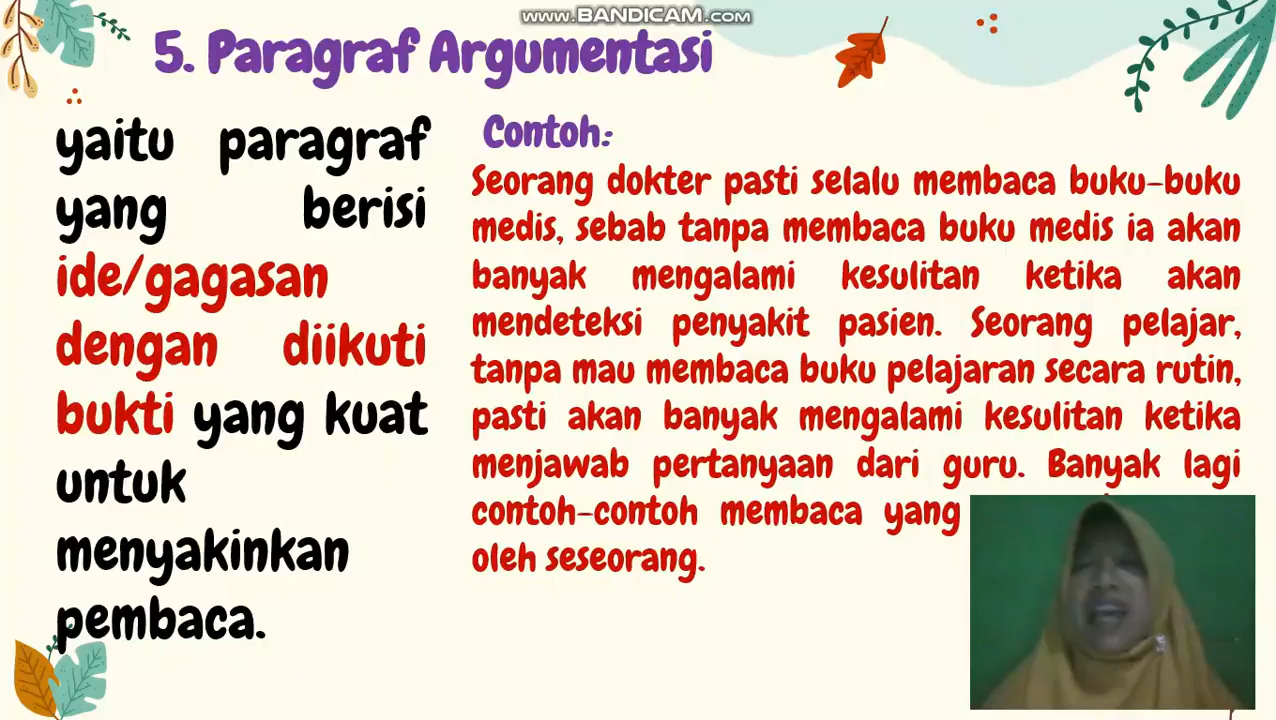 www.BANDICAM.com
5. Paragraf Argumentasi
yaitu paragraf
yang berisi
ide/gagasan
dengan diikuti
bukti yang kuat
untuk
menyakinkan
pembaca.
Contoh:
Seorang dokter pasti selalu membaca buku-buku
medis, sebab tanpa membaca buku medis ia akan
banyak mengalami kesulitan ketika akan
mendeteksi penyakit pasien. Seorang pelajar,
tanpa mau membaca buku pelajaran secara rutin,
pasti akan banyak mengalami kesulitan ketika
menjawab pertanyaan dari guru. Banyak lagi
contoh-contoh membaca yang
oleh seseorang.